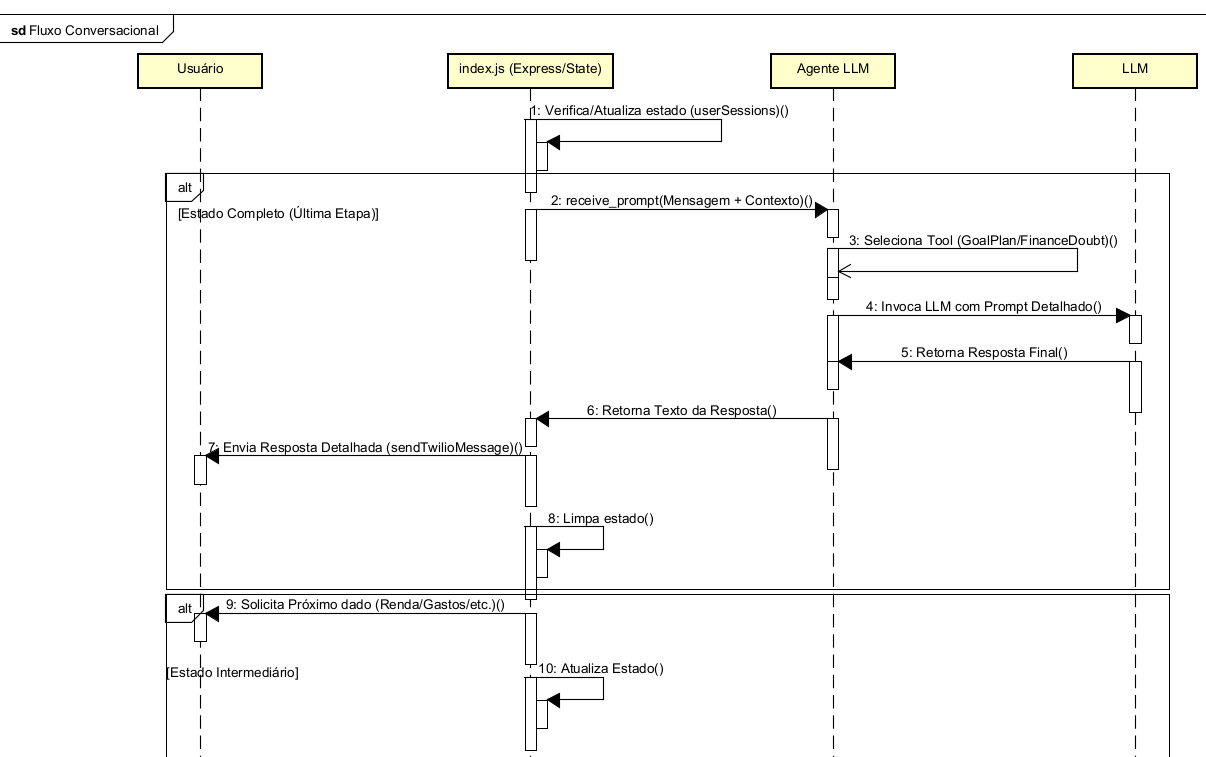 sd Fluxo Conversacional
Usuário
index.js (Express/State)
Agente LLM
LLM
1: Verifica/Atualiza estado (userSessions)()
alt
2: receive_prompt(Mensagem + Contexto)()
[Estado Completo (Última Etapa)]
3: Seleciona Tool (GoalPlan/FinanceDoubt)()
4: Invoca LLM com Prompt Detalhado()
5: Retorna Resposta Final()
6: Retorna Texto da Resposta()
7: Envia Resposta Detalhada (sendTwilioMessage)()
8: Limpa estado()
alt
9: Solicita Próximo dado (Renda/Gastos/etc.)()
[Estado Intermediário]
10: Atualiza Estado()